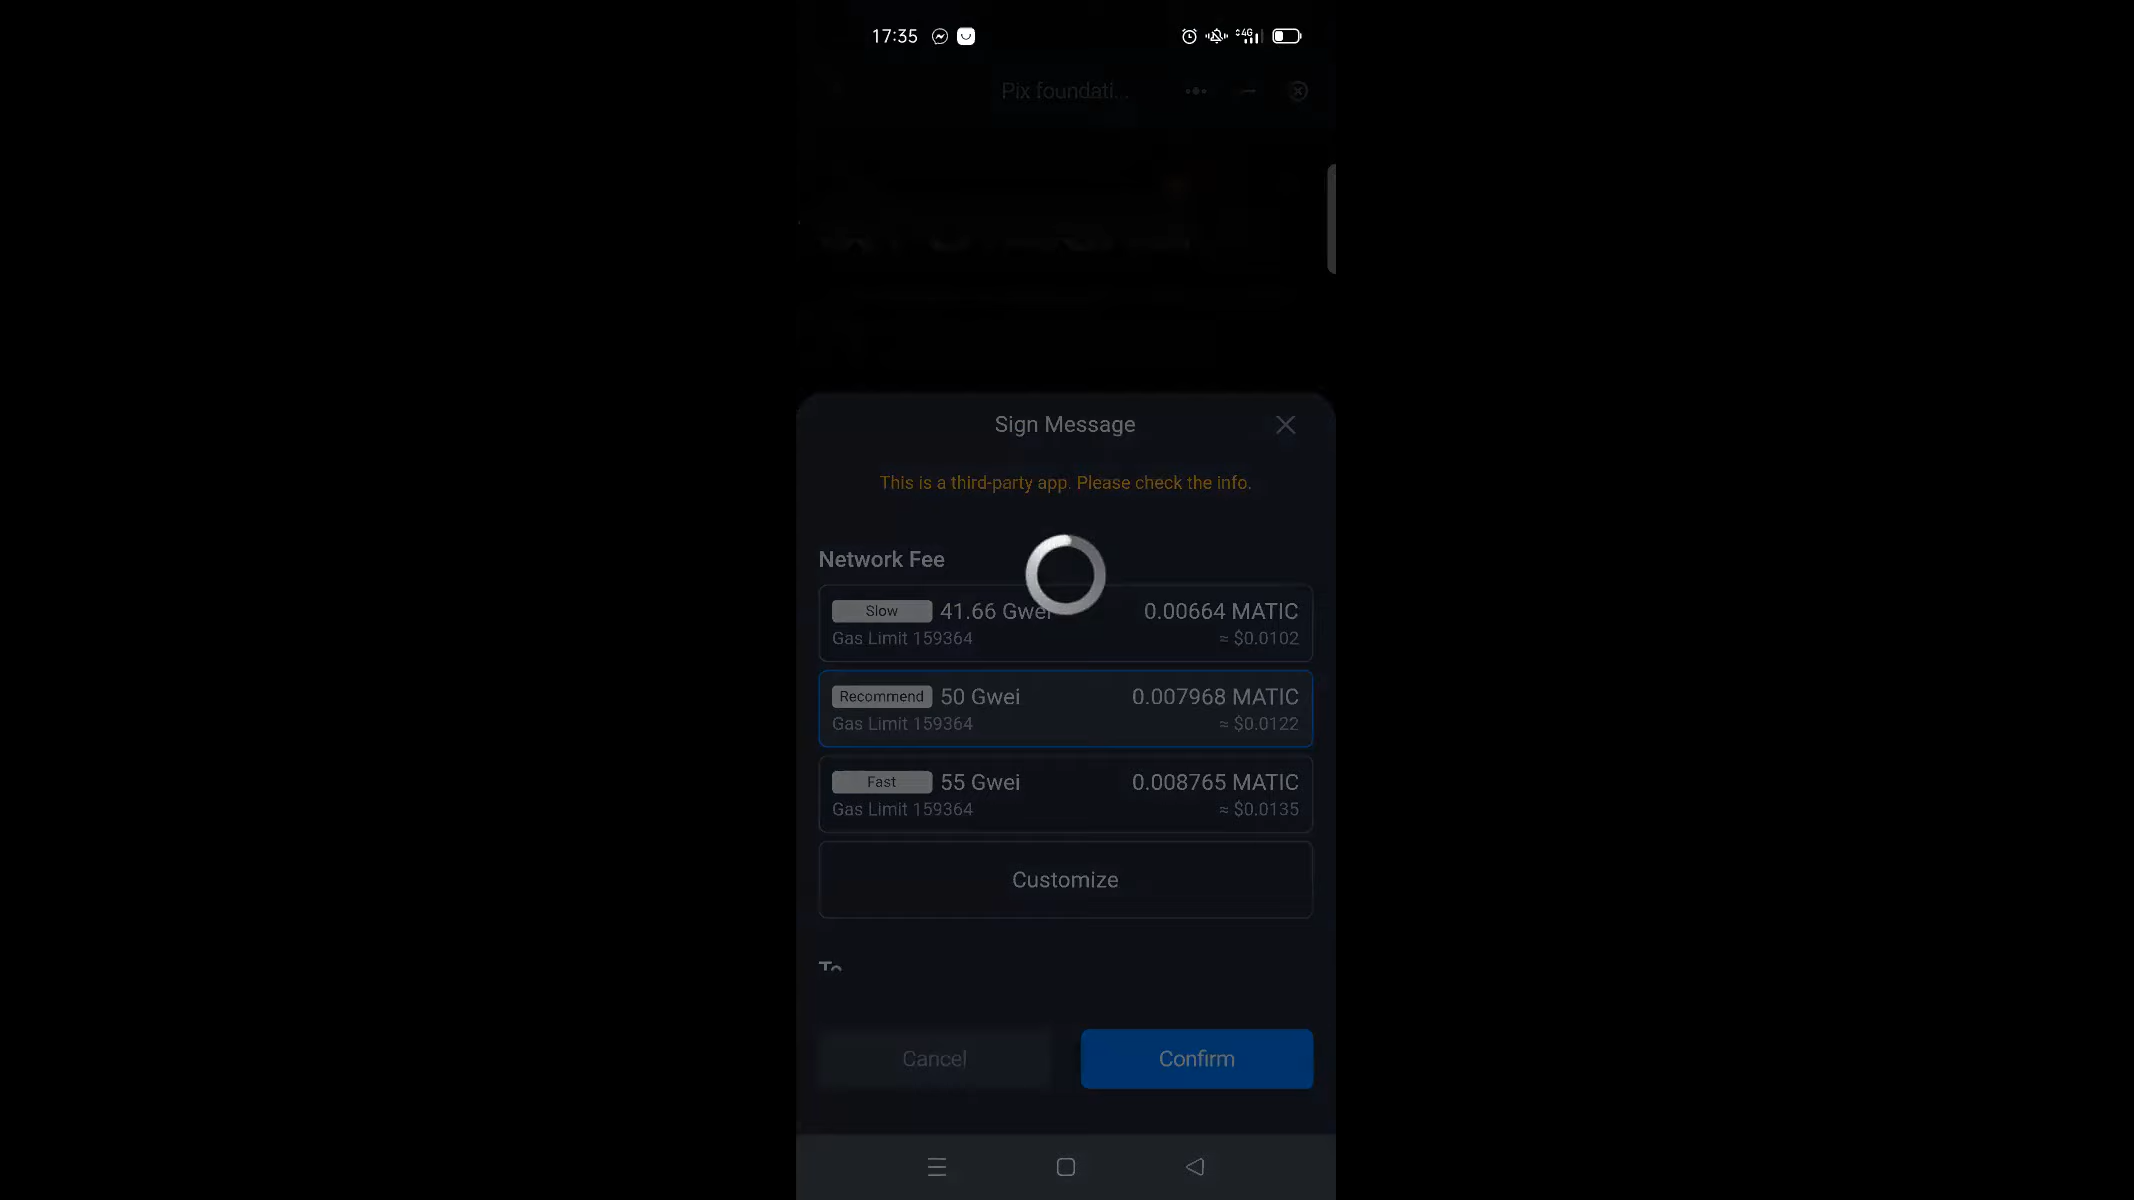 17:35
4G
Pix foundati...
Sign Message
This is a third-party app. Please check the info.
Network Fee
Slow 41.66 Gwei 0.00664 MATIC
Gas Limit 159364 ≈ $0.0102
Recommend 50 Gwei 0.007968 MATIC
Gas Limit 159364 ≈ $0.0122
Fast 55 Gwei 0.008765 MATIC
Gas Limit 159364 ≈ $0.0135
Customize
To
Cancel Confirm